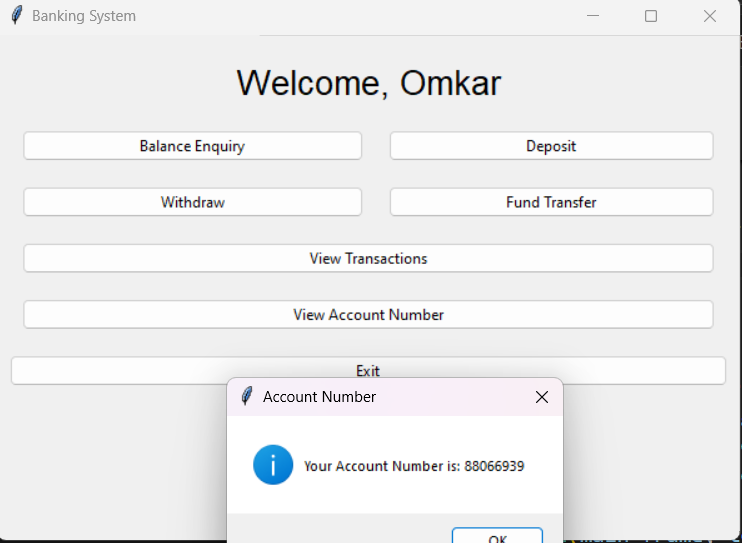 Banking System
Welcome, Omkar
Balance Enquiry
Deposit
Withdraw
Fund Transfer
View Transactions
View Account Number
Exit
Account Number
Your Account Number is: 88066939
OK